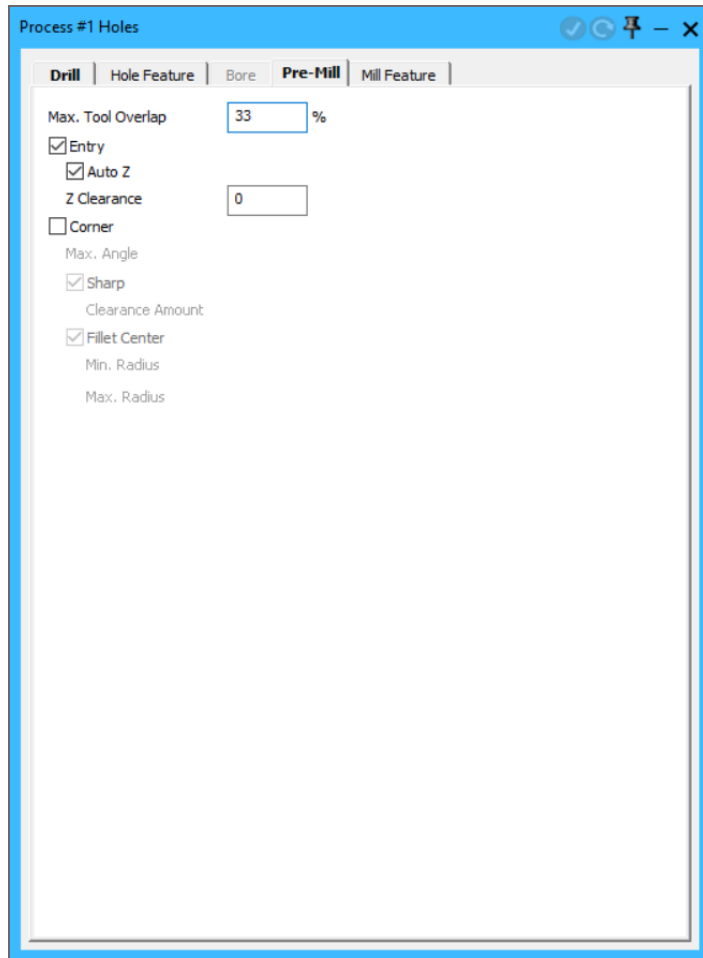 Process #1 Holes
Drill Hole Feature Bore Pre-Mill Mill Feature
Max. Tool Overlap 33 %
Entry
Auto Z
Z Clearance 0
Corner
Max. Angle
Sharp
Clearance Amount
Fillet Center
Min. Radius
Max. Radius